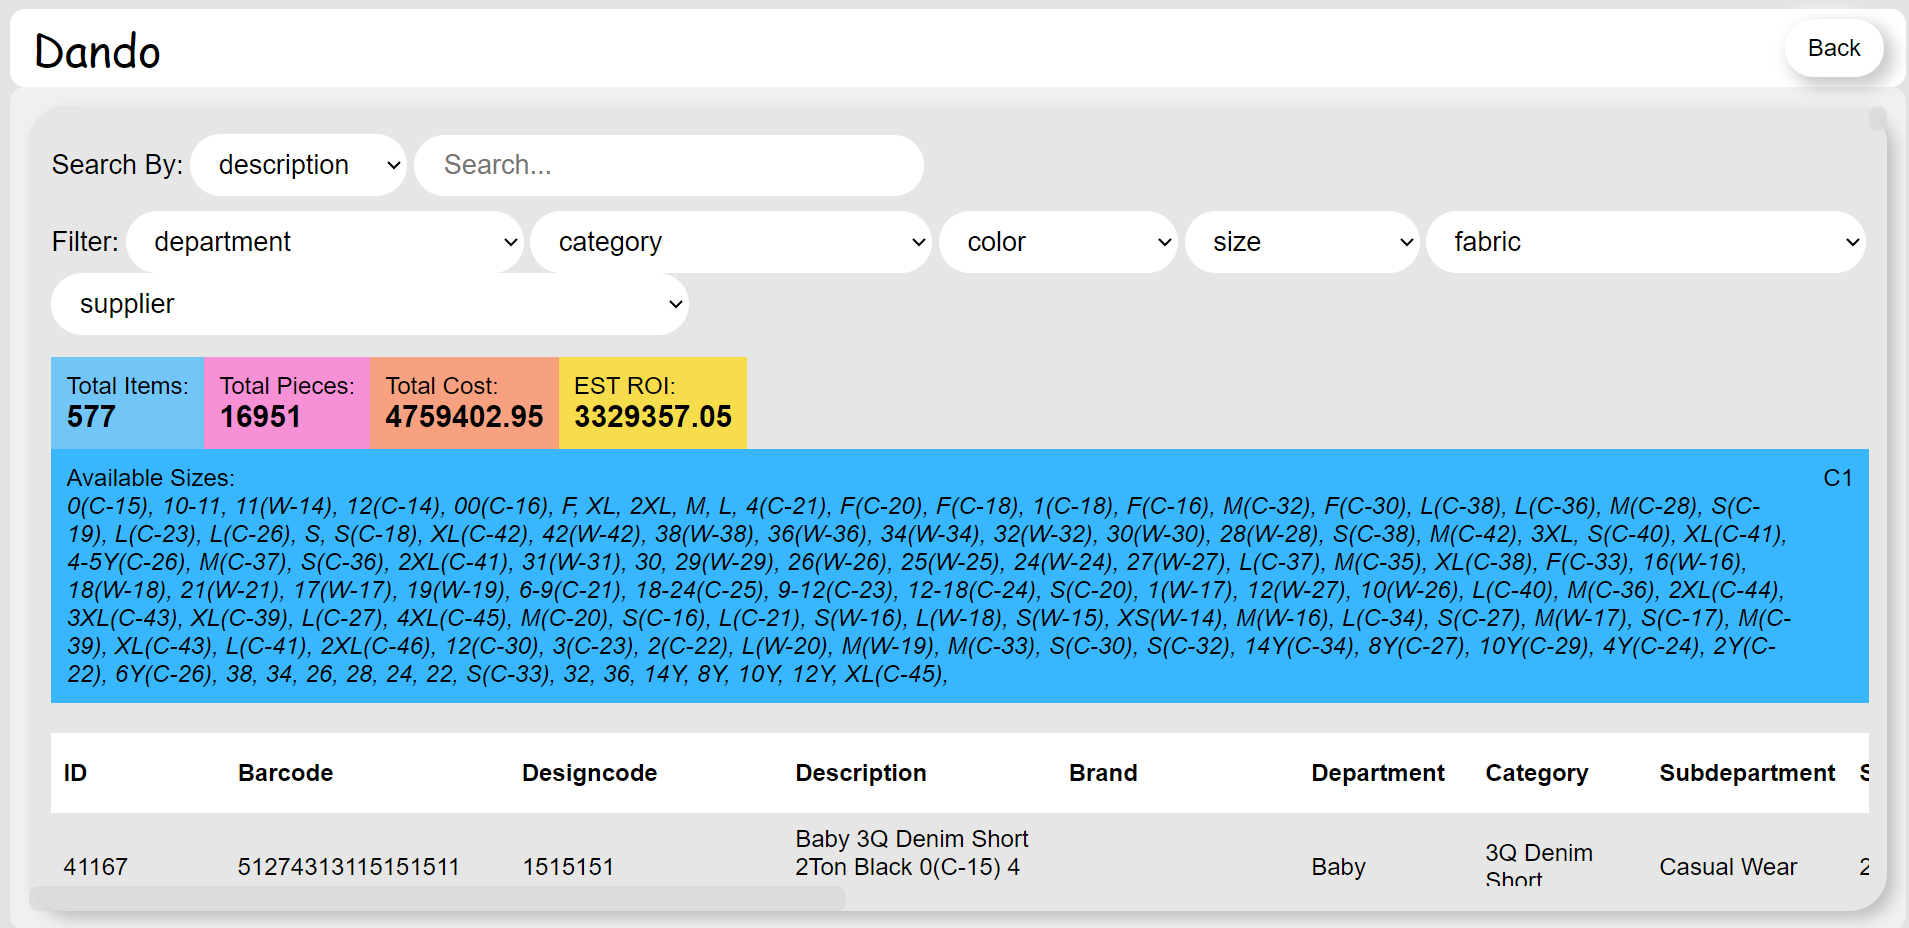 Dando
Back
Search By: description Search...
Filter: department category color size fabric
supplier
Total Items: Total Pieces: Total Cost: EST ROI:
577 16951 4759402.95 3329357.05
Available Sizes: C1
0(C-15), 10-11, 11(W-14), 12(C-14), 00(C-16), F, XL, 2XL, M, L, 4(C-21), F(C-20), F(C-18), 1(C-18), F(C-16), M(C-32), F(C-30), L(C-38), L(C-36), M(C-28), S(C-
19), L(C-23), L(C-26), S, S(C-18), XL(C-42), 42(W-42), 38(W-38), 36(W-36), 34(W-34), 32(W-32), 30(W-30), 28(W-28), S(C-38), M(C-42), 3XL, S(C-40), XL(C-41),
4-5Y(C-26), M(C-37), S(C-36), 2XL(C-41), 31(W-31), 30, 29(W-29), 26(W-26), 25(W-25), 24(W-24), 27(W-27), L(C-37), M(C-35), XL(C-38), F(C-33), 16(W-16),
18(W-18), 21(W-21), 17(W-17), 19(W-19), 6-9(C-21), 18-24(C-25), 9-12(C-23), 12-18(C-24), S(C-20), 1(W-17), 12(W-27), 10(W-26), L(C-40), M(C-36), 2XL(C-44),
3XL(C-43), XL(C-39), L(C-27), 4XL(C-45), M(C-20), S(C-16), L(C-21), S(W-16), L(W-18), S(W-15), XS(W-14), M(W-16), L(C-34), S(C-27), M(W-17), S(C-17), M(C-
39), XL(C-43), L(C-41), 2XL(C-46), 12(C-30), 3(C-23), 2(C-22), L(W-20), M(W-19), M(C-33), S(C-30), S(C-32), 14Y(C-34), 8Y(C-27), 10Y(C-29), 4Y(C-24), 2Y(C-
22), 6Y(C-26), 38, 34, 26, 28, 24, 22, S(C-33), 32, 36, 14Y, 8Y, 10Y, 12Y, XL(C-45),
ID Barcode Designcode Description Brand Department Category Subdepartment S
Baby 3Q Denim Short
41167 51274313115151511 1515151 2Ton Black 0(C-15) 4 Baby 3Q Denim Casual Wear 2
Short